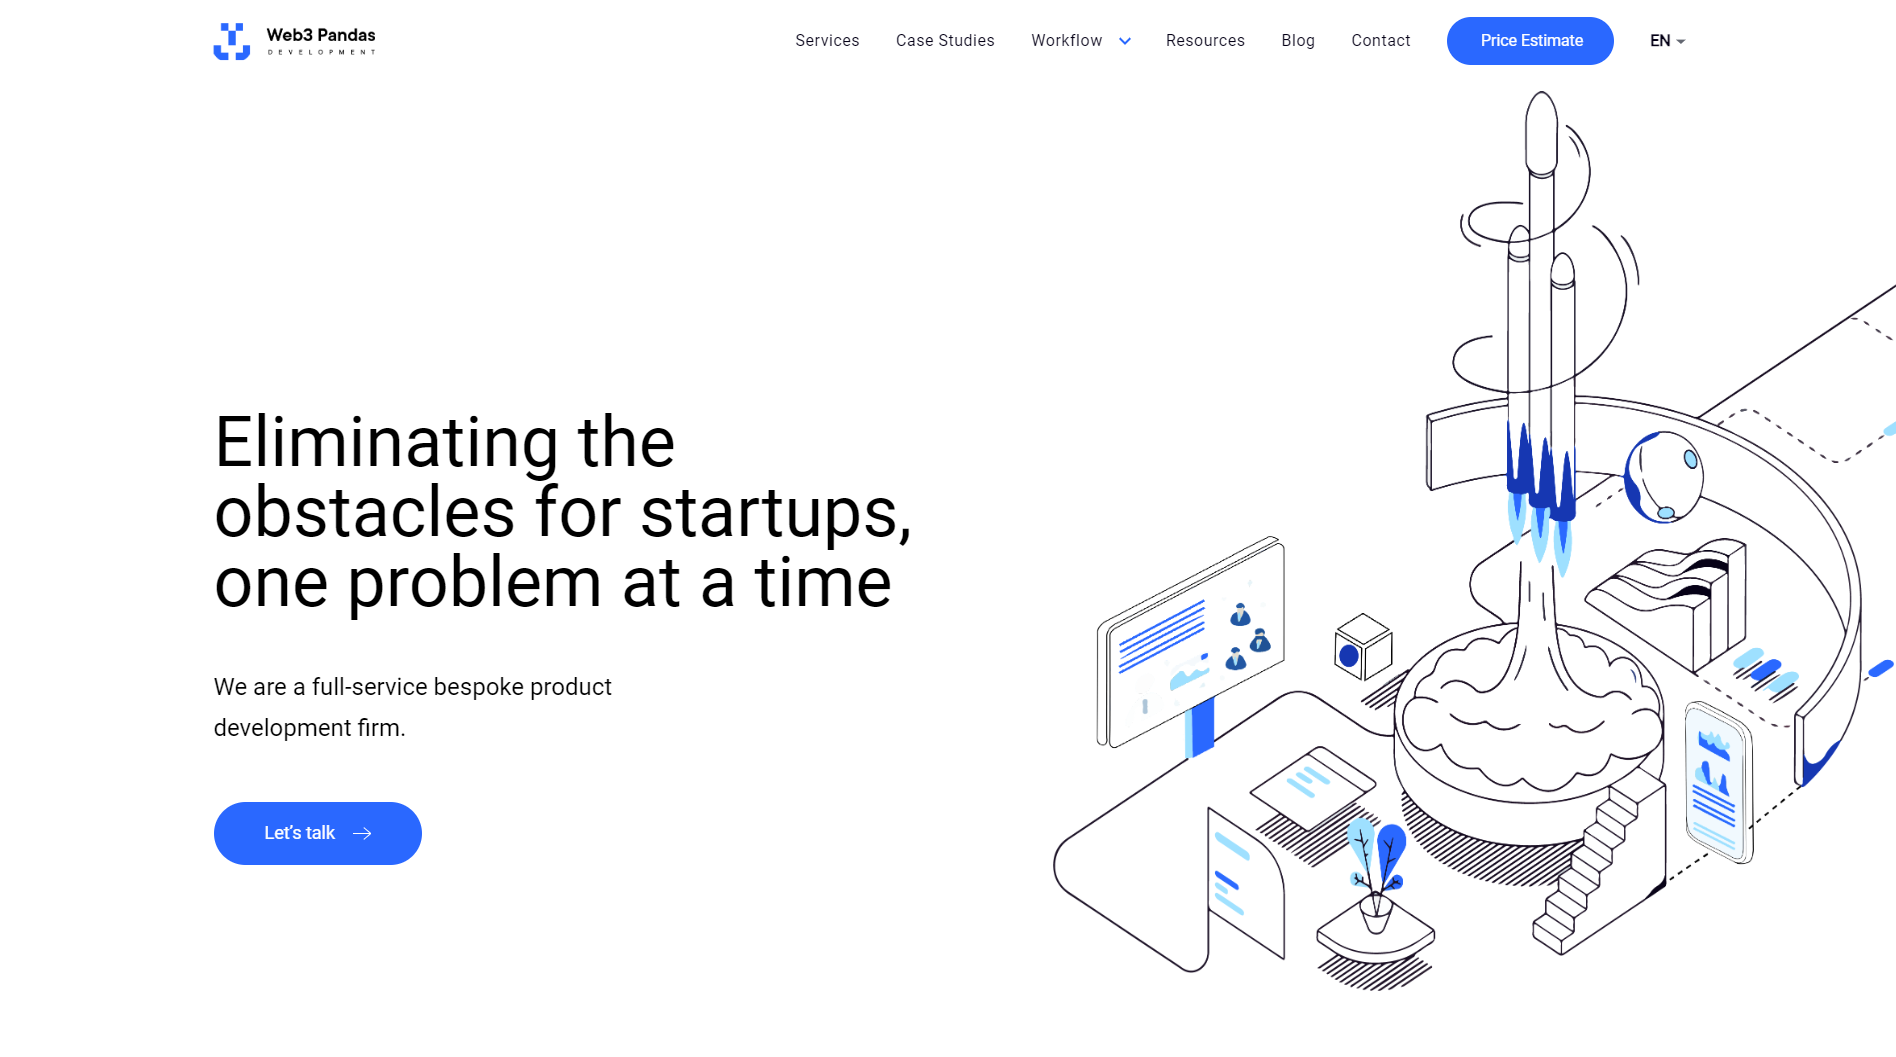 Web3 Pandas
DEVELOPMENT
Services
Case Studies
Workflow
Resources
Blog
Contact
Price Estimate
EN
Eliminating the
obstacles for startups,
one problem at a time
We are a full-service bespoke product
development firm.
Let’s talk